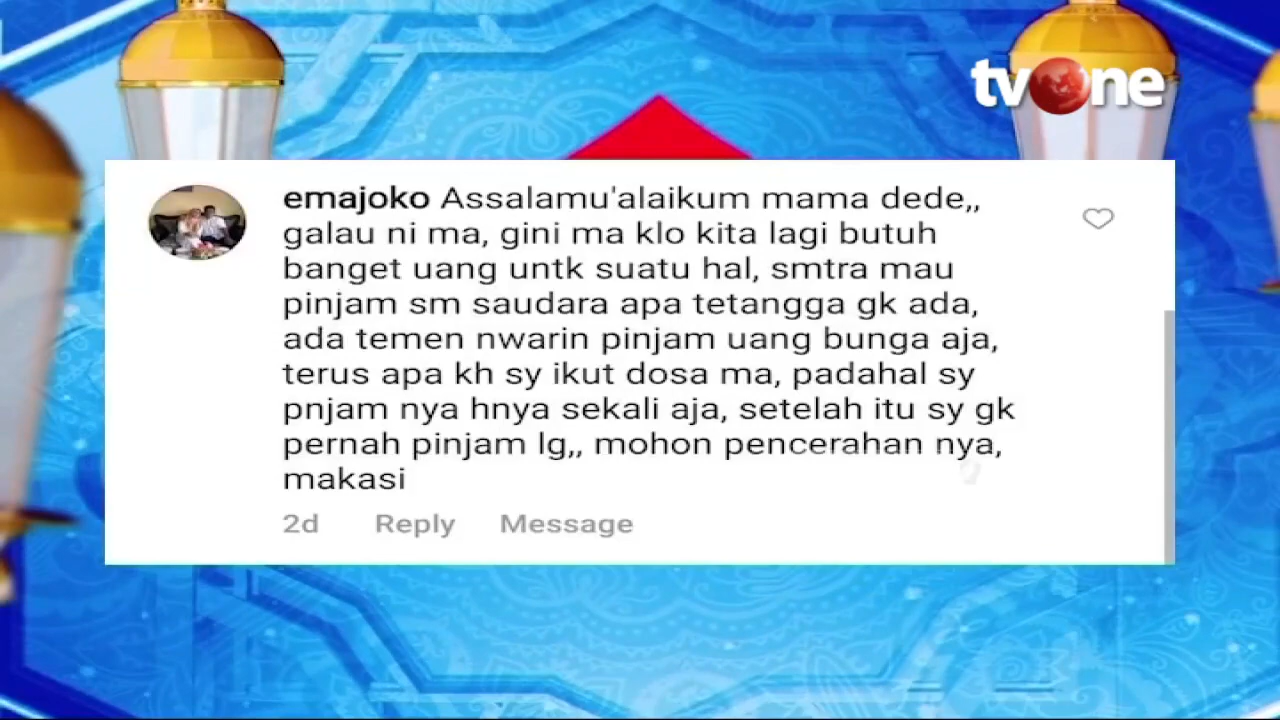 tvOne
emajoko Assalamu'alaikum mama dede,,
galau ni ma, gini ma klo kita lagi butuh
banget uang untk suatu hal, smtra mau
pinjam sm saudara apa tetangga gk ada,
ada temen nwarin pinjam uang bunga aja,
terus apa kh sy ikut dosa ma, padahal sy
pnjam nya hnya sekali aja, setelah itu sy gk
pernah pinjam lg,, mohon pencerahan nya,
makasi
2d Reply Message